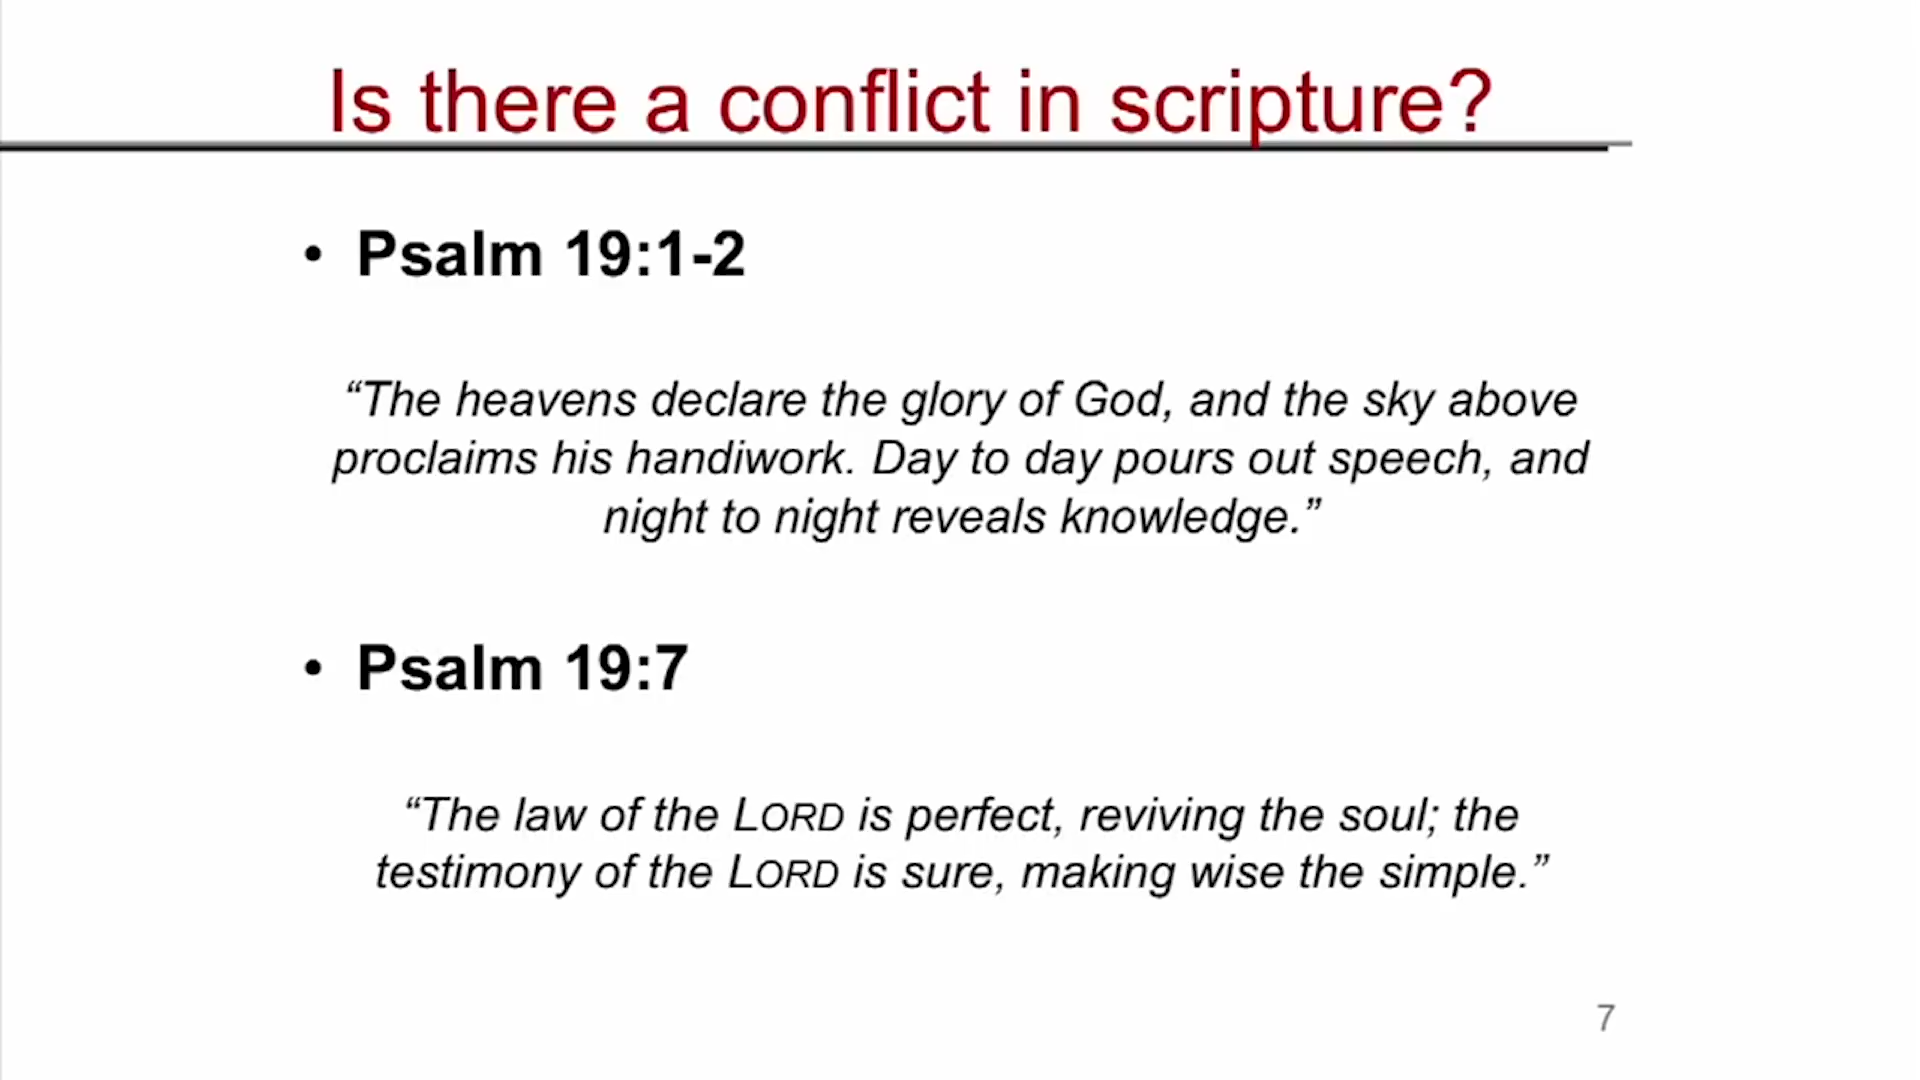 Is there a conflict in scripture?
• Psalm 19:1-2
“The heavens declare the glory of God, and the sky above
proclaims his handiwork. Day to day pours out speech, and
night to night reveals knowledge.”
• Psalm 19:7
“The law of the LORD is perfect, reviving the soul; the
testimony of the LORD is sure, making wise the simple.”
7